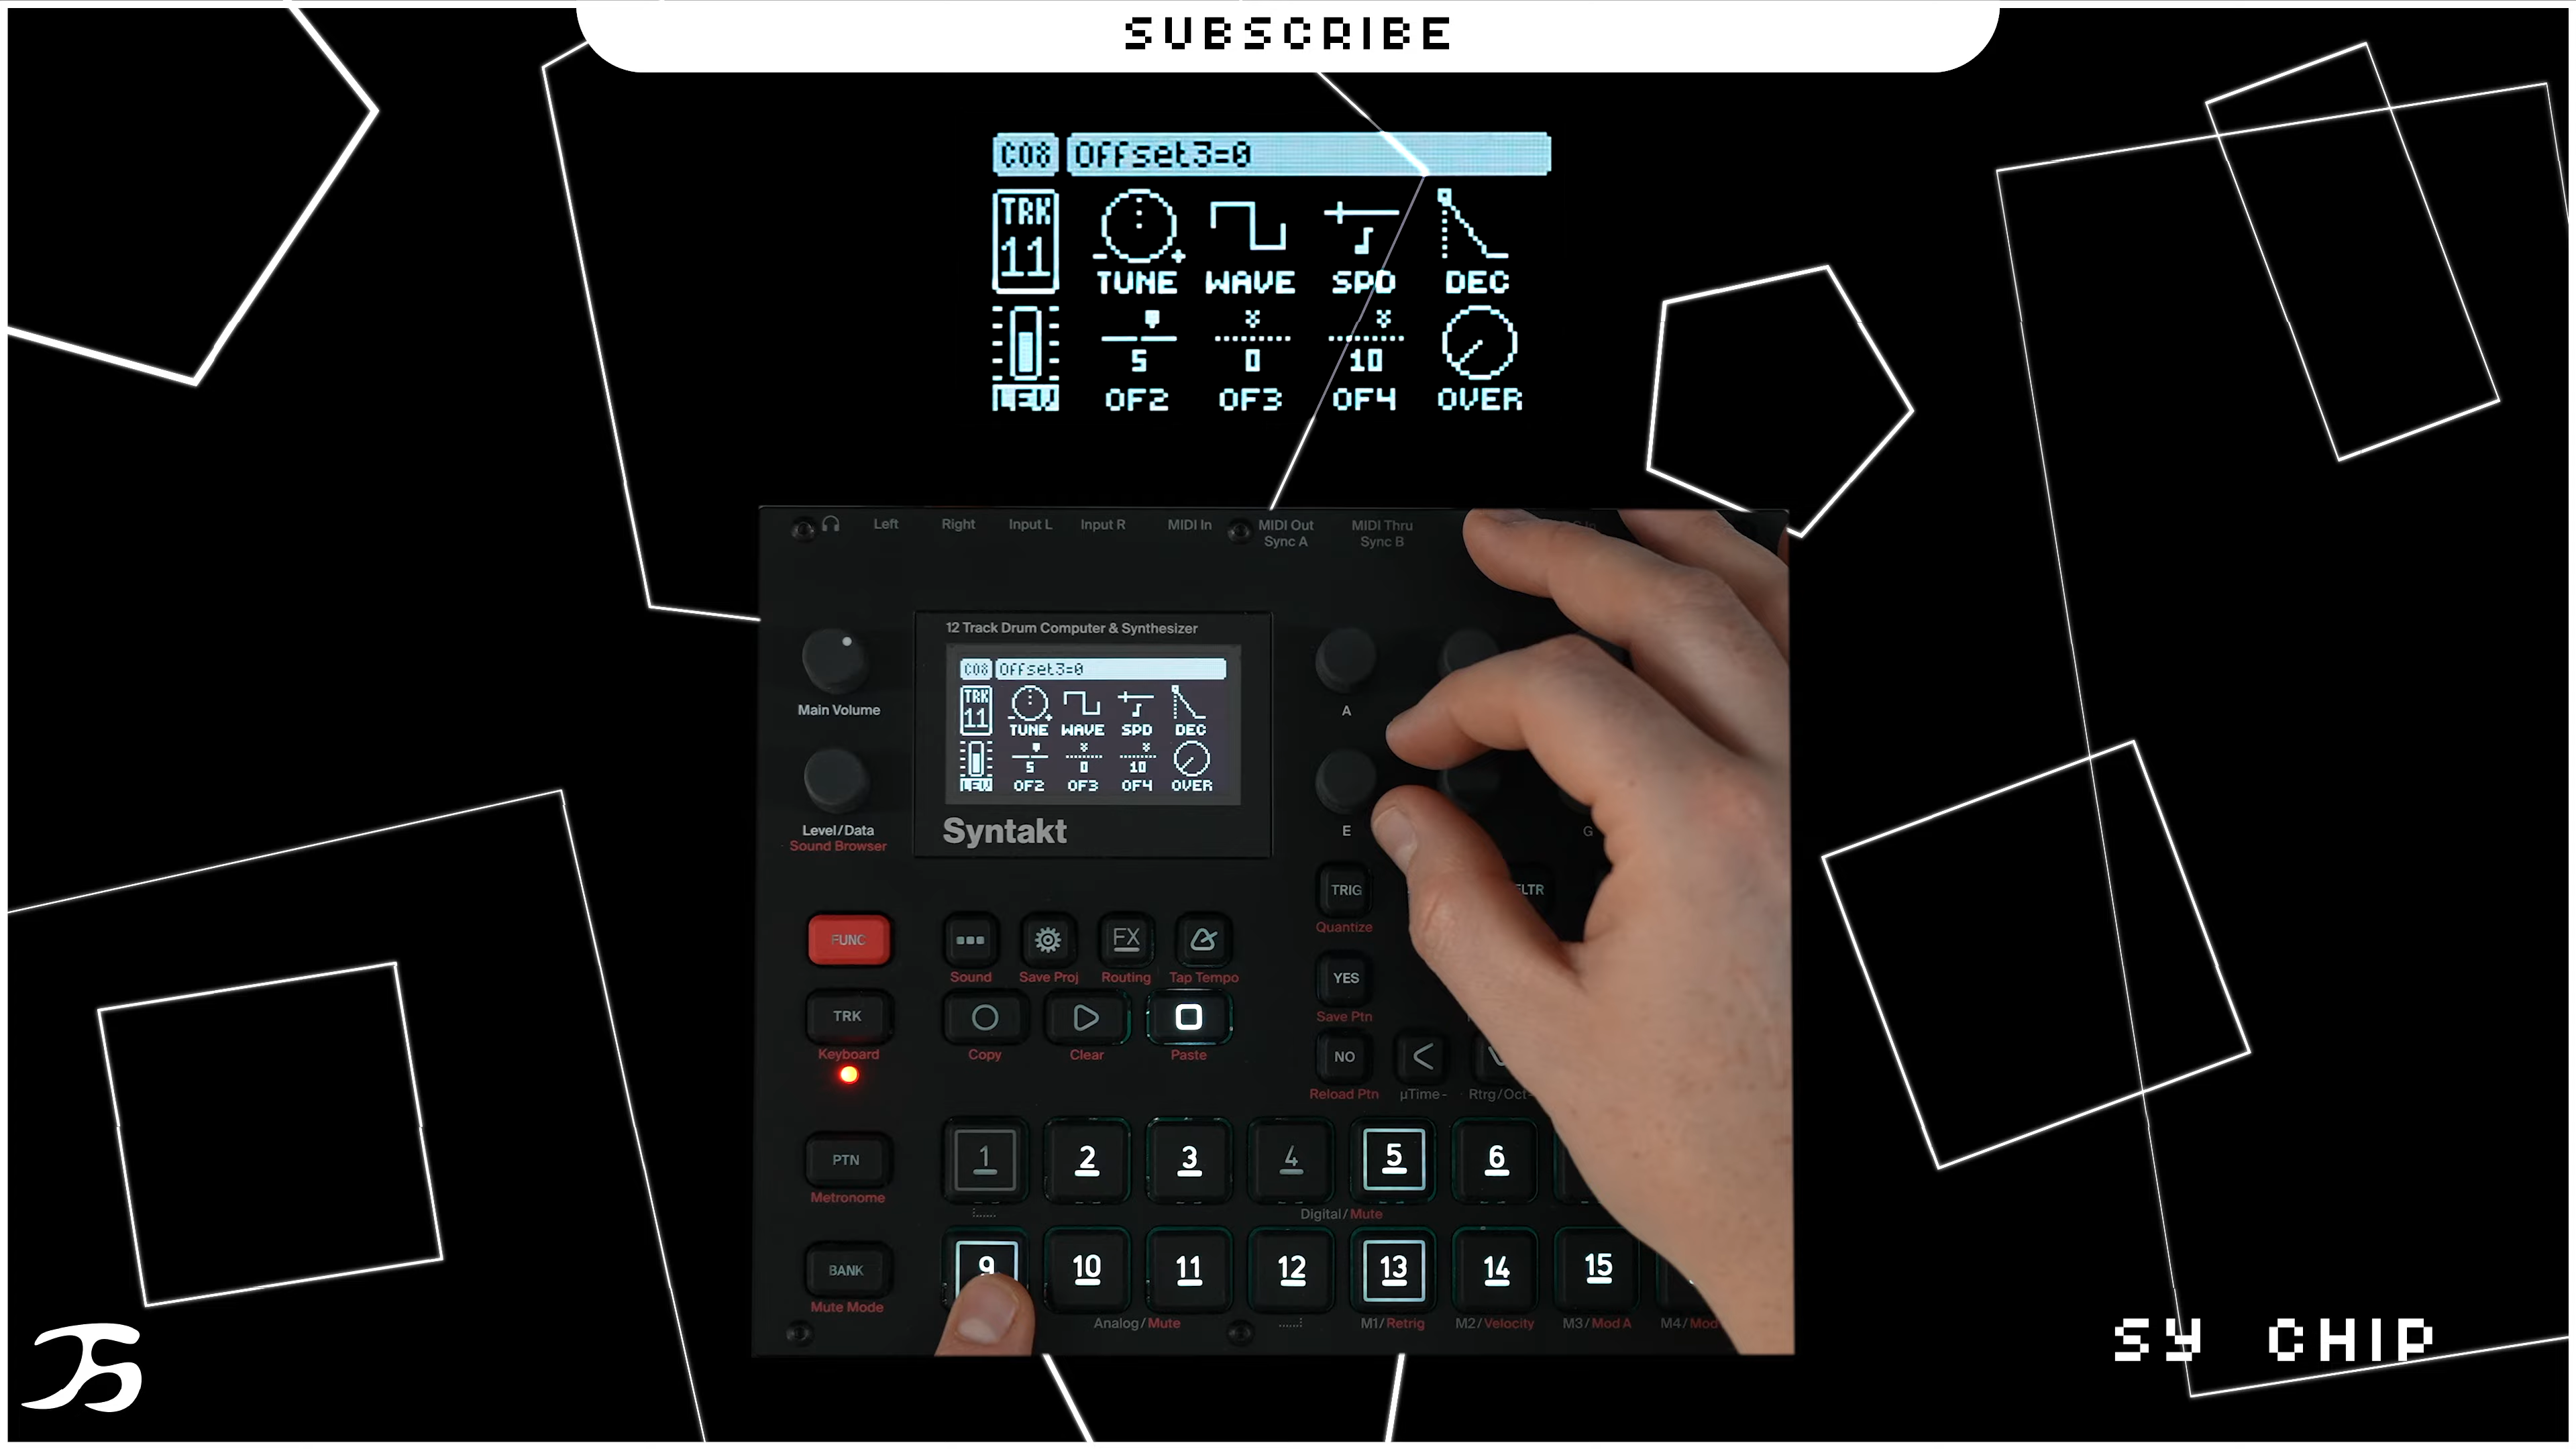 SUBSCRIBE
C08 Offset3=0
TRK
11
TUNE WAVE SPD DEC
5 0 10
LEV OF2 OF3 OF4 OVER
Left Right Input L Input R MIDI In MIDI Out MIDI Thru
Sync A Sync B
12 Track Drum Computer & Synthesizer
C08 Offset3=0
TRK
11
TUNE WAVE SPD DEC
5 0 10
LEV OF2 OF3 OF4 OVER
Syntakt
Main Volume
A
Level/Data
Sound Browser
E
G
TRIG
Quantize
FUNC
FX
Sound Save Proj Routing Tap Tempo
YES
Save Ptn
TRK
Keyboard
Copy Clear Paste
NO
Reload Ptn µTime- Rtrg/Oct-
PTN
Metronome
1 2 3 4 5 6
Digital/Mute
BANK
Mute Mode
9 10 11 12 13 14 15
Analog/Mute M1/Retrig M2/Velocity M3/Mod A M4/Mod
JS
SY CHIP